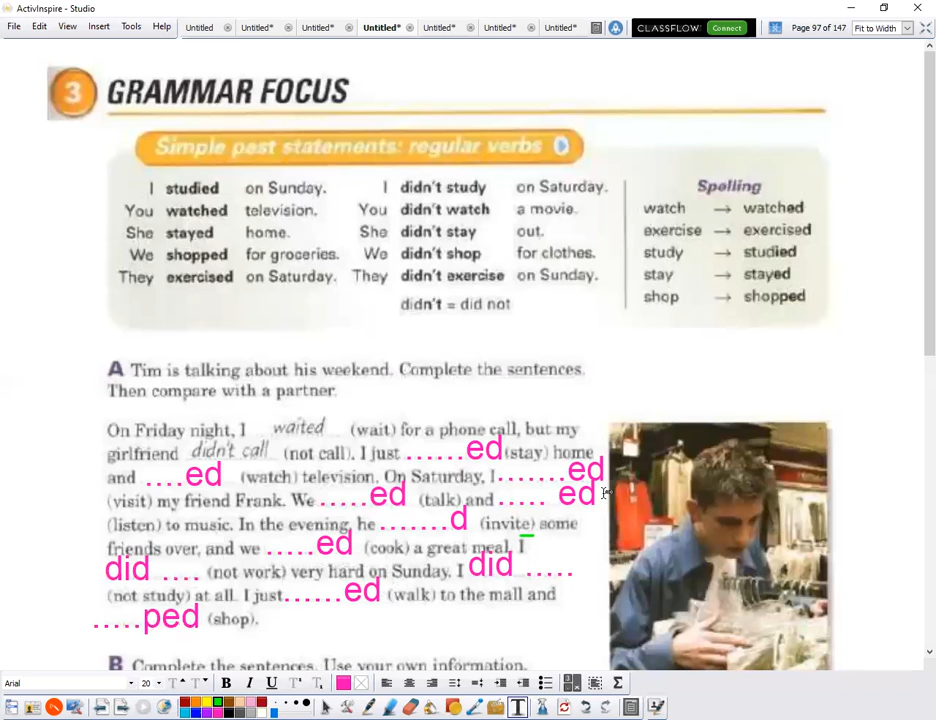 ActivInspire - Studio
File Edit View Insert Tools Help Untitled Untitled* Untitled* Untitled* Untitled* Untitled* Untitled* CLASSFLOW Connect Page 97 of 147 Fit to Width
3 GRAMMAR FOCUS
Simple past statements: regular verbs
I studied on Sunday. I didn't study on Saturday. Spelling
You watched television. You didn't watch a movie. watch → watched
She stayed home. She didn't stay out. exercise → exercised
We shopped for groceries. We didn't shop for clothes. study → studied
They exercised on Saturday. They didn't exercise on Sunday. stay → stayed
didn't = did not shop → shopped
A Tim is talking about his weekend. Complete the sentences.
Then compare with a partner.
On Friday night, I waited (wait) for a phone call, but my
girlfriend didn't call (not call). I just ......ed (stay) home
and ....ed (watch) television. On Saturday, I.......ed
(visit) my friend Frank. We .....ed (talk) and ..... ed
(listen) to music. In the evening, he .......d (invite) some
friends over, and we .....ed (cook) a great meal. I
did .... (not work) very hard on Sunday. I did .....
(not study) at all. I just......ed (walk) to the mall and
.....ped (shop).
B Complete the sentences. Use your own information.
Arial 20 B I U